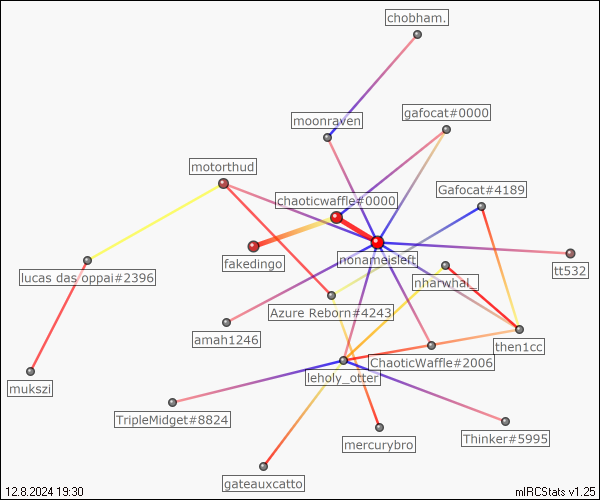 chobham.
gafocat#0000
moonraven
motorthud
Gafocat#4189
chaoticwaffle#0000
nonameisleft
fakedingo
tt532
lucas das oppai#2396
nharwhal_
Azure Reborn#4243
amah1246
then1cc
ChaoticWaffle#2006
leholy_otter
mukszi
TripleMidget#8824
Thinker#5995
mercurybro
gateauxcatto
12.8.2024 19:30
mIRCStats v1.25